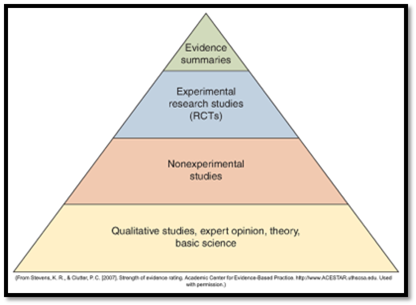 Evidence
summaries
Experimental
research studies
(RCTs)
Nonexperimental
studies
Qualitative studies, expert opinion, theory,
basic science
(From Stevens, K. R., & Clutter, P. C. [2007]. Strength of evidence rating. Academic Center for Evidence-Based Practice. http://www.ACESTAR.uthscsa.edu. Used
with permission.)